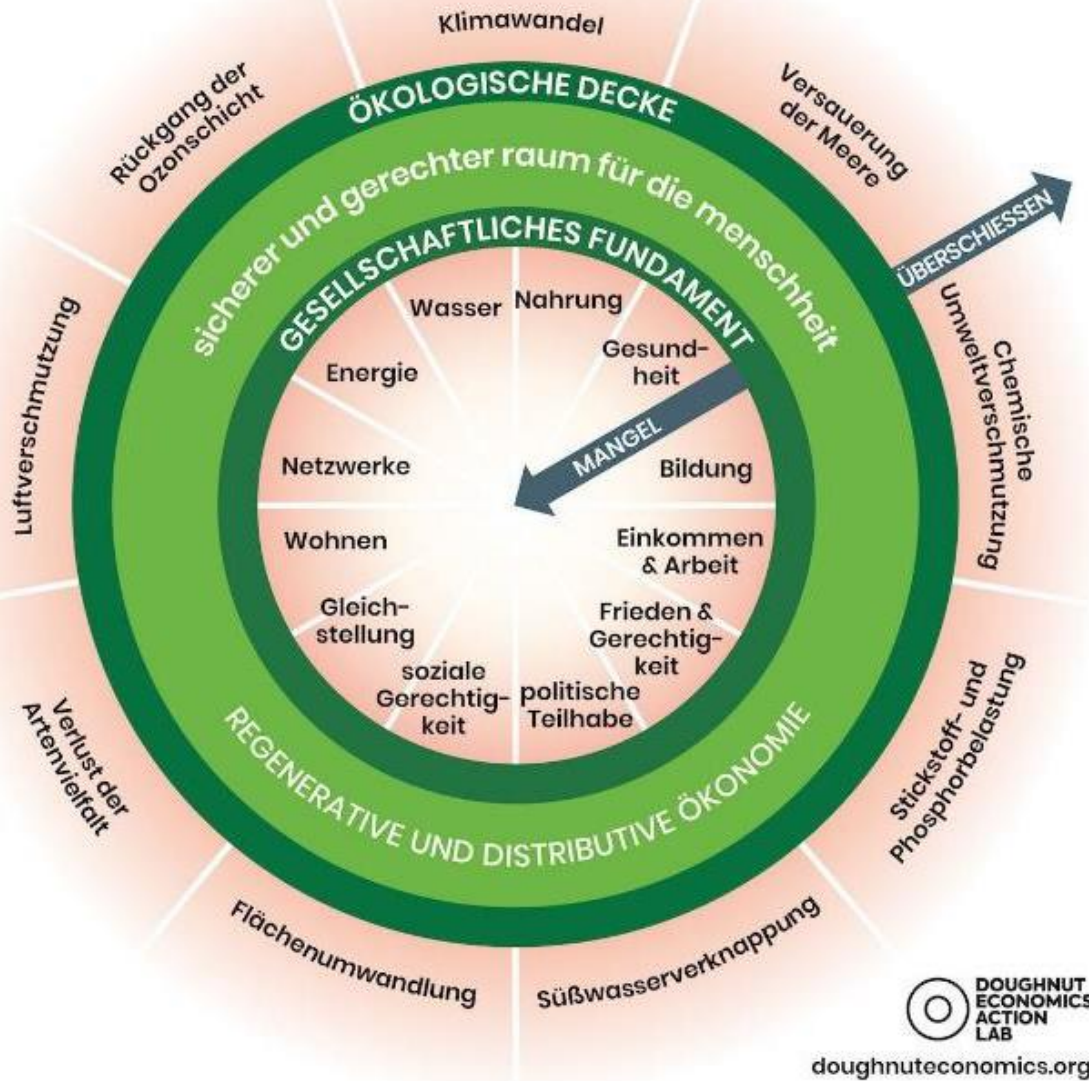 Klimawandel
Rückgang der
Ozonschicht
Versauerung
der Meere
ÖKOLOGISCHE DECKE
sicherer und gerechter raum für die menschheit
GESELLSCHAFTLICHES FUNDAMENT
ÜBERSCHIESSEN
Luftverschmutzung
Chemische
Umweltverschmutzung
Wasser
Nahrung
Energie
Gesund-
heit
MANGEL
Netzwerke
Bildung
Wohnen
Einkommen
& Arbeit
Gleich-
stellung
Frieden &
Gerechtig-
keit
soziale
Gerechtig-
keit
politische
Teilhabe
REGENERATIVE UND DISTRIBUTIVE ÖKONOMIE
Verlust der
Artenvielfalt
Stickstoff- und
Phosphorbelastung
Flächenumwandlung
Süßwasserverknappung
DOUGHNUT
ECONOMICS
ACTION
LAB
doughnuteconomics.org